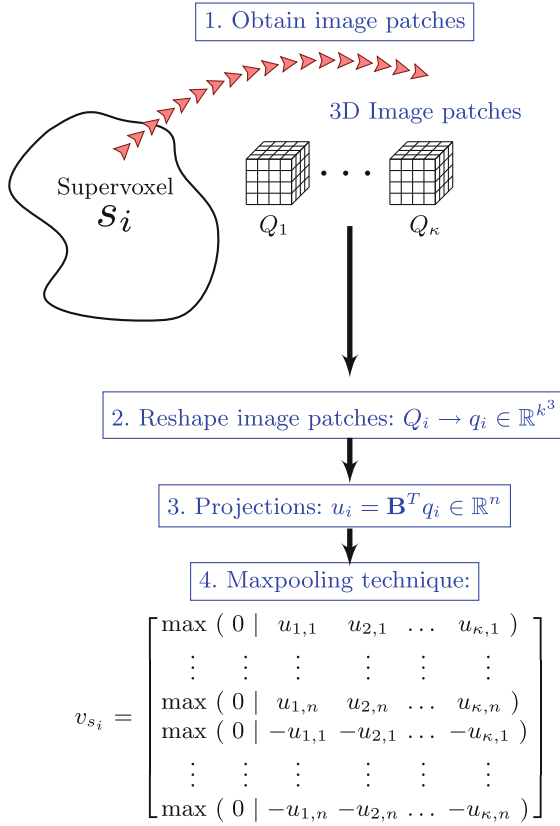 1. Obtain image patches
3D Image patches
Supervoxel
s_i
Q_1 · · · Q_κ
2. Reshape image patches: Q_i → q_i ∈ ℝ^{k^3}
3. Projections: u_i = B^T q_i ∈ ℝ^n
4. Maxpooling technique:
max ( 0 | u_{1,1} u_{2,1} … u_{κ,1} )
⋮ ⋮ ⋮ ⋮ ⋮ ⋮
max ( 0 | u_{1,n} u_{2,n} … u_{κ,n} )
v_{s_i} =
max ( 0 | −u_{1,1} −u_{2,1} … −u_{κ,1} )
⋮ ⋮ ⋮ ⋮ ⋮ ⋮
max ( 0 | −u_{1,n} −u_{2,n} … −u_{κ,n} )